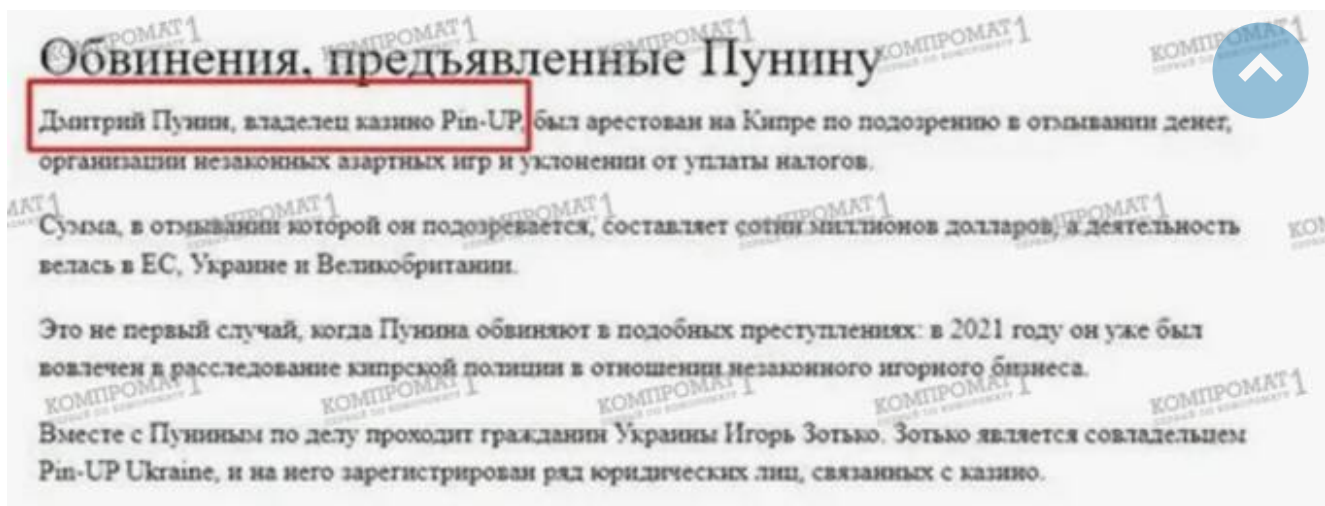 Обвинения, предъявленные Пунину
Дмитрий Пунин, владелец казино Pin-UP, был арестован на Кипре по подозрению в отмывании денег,
организации незаконных азартных игр и уклонении от уплаты налогов.
Сумма, в отмывании которой он подозревается, составляет сотни миллионов долларов, а деятельность
велась в ЕС, Украине и Великобритании.
Это не первый случай, когда Пунина обвиняют в подобных преступлениях: в 2021 году он уже был
вовлечен в расследование кипрской полиции в отношении незаконного игорного бизнеса.
Вместе с Пуниным по делу проходит гражданин Украины Игорь Зотько. Зотько является совладельцем
Pin-UP Ukraine, и на него зарегистрирован ряд юридических лиц, связанных с казино.
КОМПРОМАТ 1